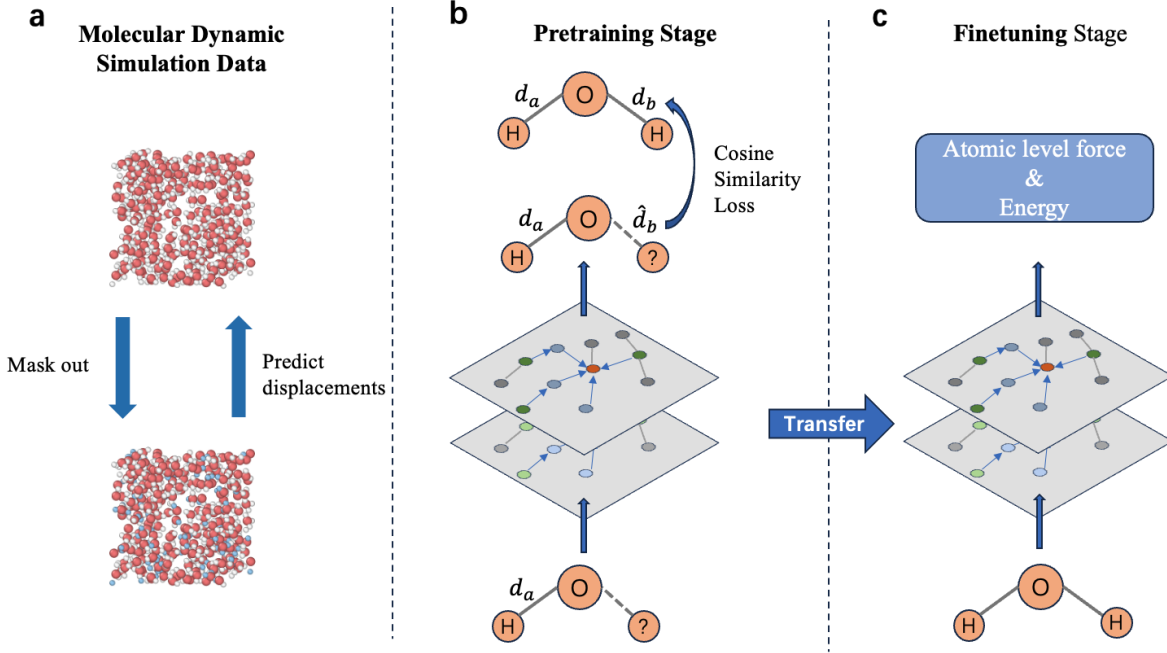 a
Molecular Dynamic
Simulation Data
Mask out
Predict
displacements
b
Pretraining Stage
d_a
O
d_b
H
H
Cosine
Similarity
Loss
d_a
O
d̂_b
H
?
Transfer
d_a
O
H
?
c
Finetuning Stage
Atomic level force
&
Energy
O
H
H